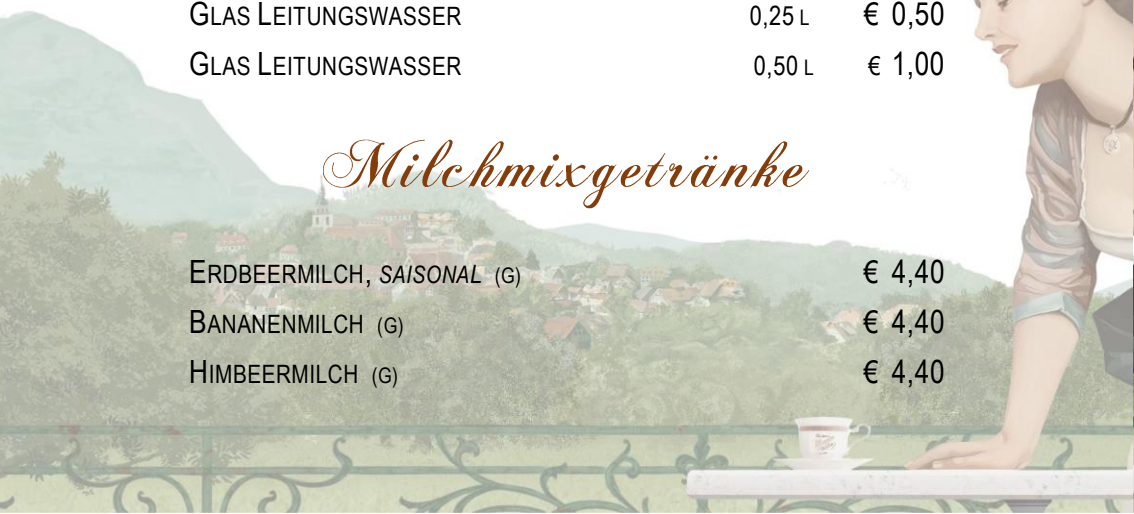 Glas Leitungswasser 0,25 l € 0,50
Glas Leitungswasser 0,50 l € 1,00
Milchmixgetränke
Erdbeermilch, saisonal (G) € 4,40
Bananenmilch (G) € 4,40
Himbeermilch (G) € 4,40